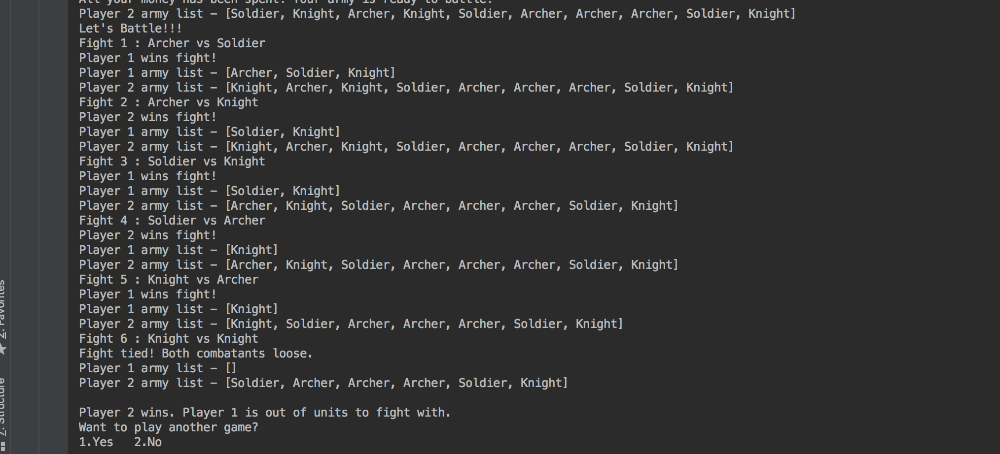 All your money has been spent! Your army is ready to battle!
Player 2 army list – [Soldier, Knight, Archer, Knight, Soldier, Archer, Archer, Archer, Soldier, Knight]
Let's Battle!!!
Fight 1 : Archer vs Soldier
Player 1 wins fight!
Player 1 army list – [Archer, Soldier, Knight]
Player 2 army list – [Knight, Archer, Knight, Soldier, Archer, Archer, Archer, Soldier, Knight]
Fight 2 : Archer vs Knight
Player 2 wins fight!
Player 1 army list – [Soldier, Knight]
Player 2 army list – [Knight, Archer, Knight, Soldier, Archer, Archer, Archer, Soldier, Knight]
Fight 3 : Soldier vs Knight
Player 1 wins fight!
Player 1 army list – [Soldier, Knight]
Player 2 army list – [Archer, Knight, Soldier, Archer, Archer, Archer, Soldier, Knight]
Fight 4 : Soldier vs Archer
Player 2 wins fight!
Player 1 army list – [Knight]
Player 2 army list – [Archer, Knight, Soldier, Archer, Archer, Archer, Soldier, Knight]
Fight 5 : Knight vs Archer
Player 1 wins fight!
Player 1 army list – [Knight]
Player 2 army list – [Knight, Soldier, Archer, Archer, Archer, Soldier, Knight]
Fight 6 : Knight vs Knight
Fight tied! Both combatants loose.
Player 1 army list – []
Player 2 army list – [Soldier, Archer, Archer, Archer, Soldier, Knight]
Player 2 wins. Player 1 is out of units to fight with.
Want to play another game?
1.Yes   2.No
2: Favorites
7: Structure